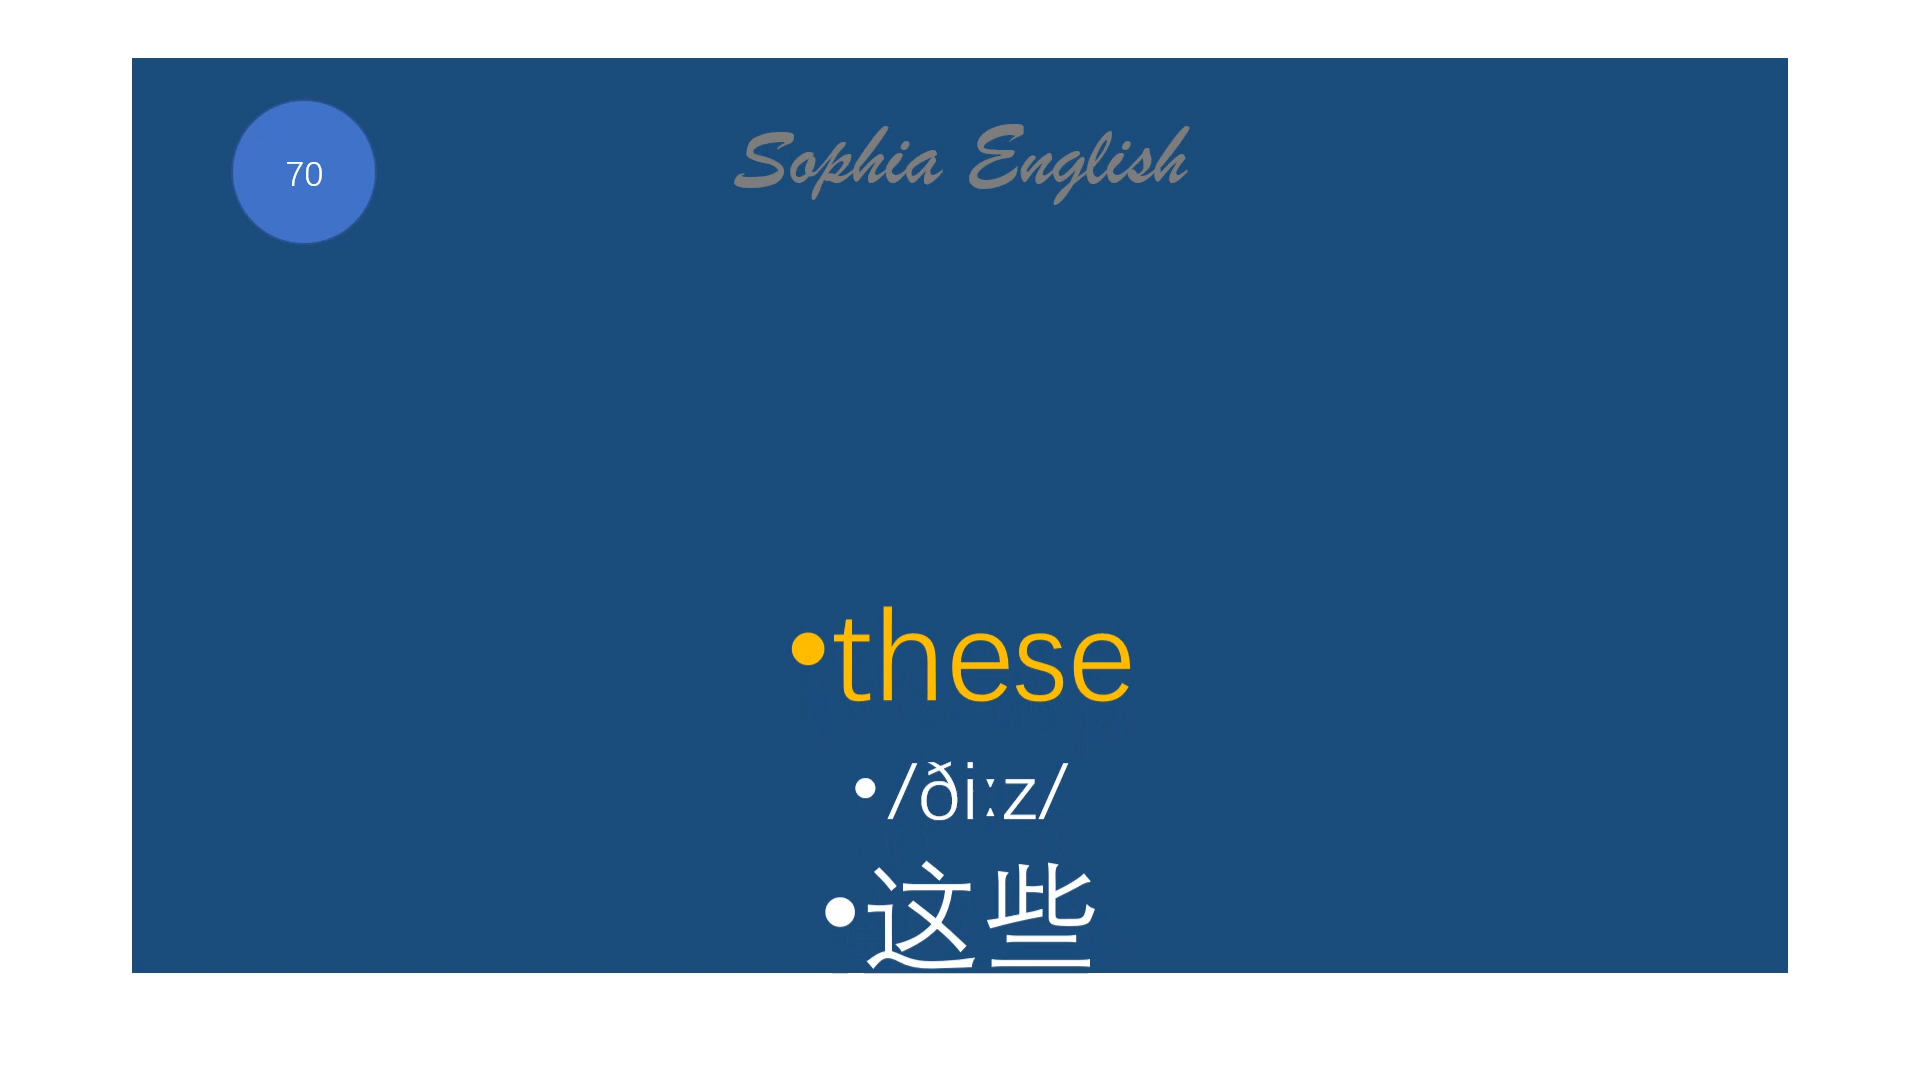 70
Sophia English
•these
•/ðiːz/
•这些